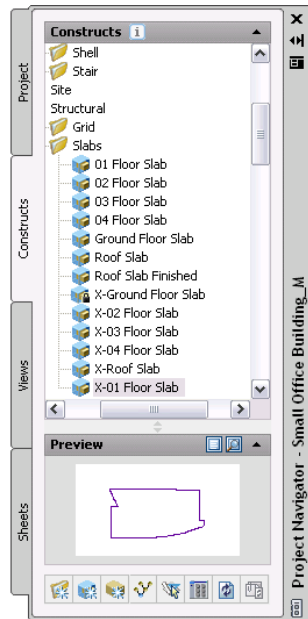 Constructs
Shell
Stair
Site
Structural
Grid
Slabs
01 Floor Slab
02 Floor Slab
03 Floor Slab
04 Floor Slab
Ground Floor Slab
Roof Slab
Roof Slab Finished
X-Ground Floor Slab
X-02 Floor Slab
X-03 Floor Slab
X-04 Floor Slab
X-Roof Slab
X-01 Floor Slab
Preview
Project
Constructs
Views
Sheets
Project Navigator - Small Office Building_M